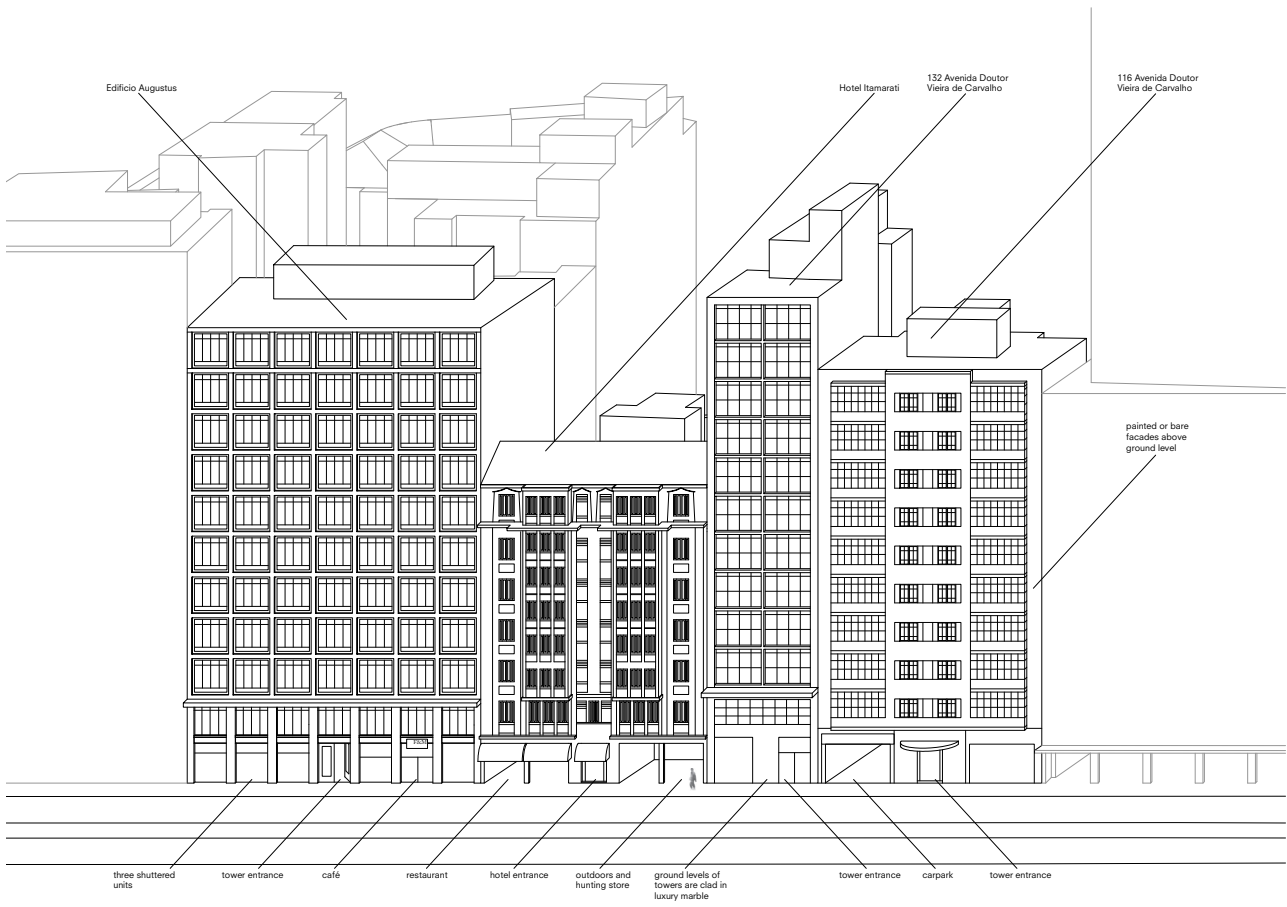 Edificio Augustus
Hotel Itamarati
132 Avenida Doutor
Vieira de Carvalho
116 Avenida Doutor
Vieira de Carvalho
painted or bare
facades above
ground level
three shuttered
units
tower entrance
café
restaurant
hotel entrance
outdoors and
hunting store
ground levels of
towers are clad in
luxury marble
tower entrance
carpark
tower entrance